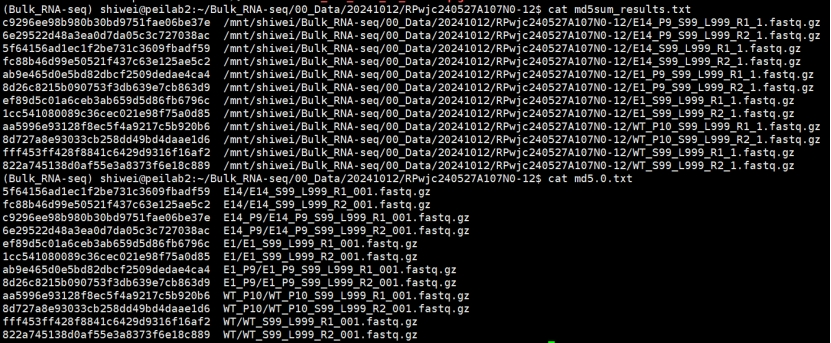 (Bulk_RNA-seq) shiwei@peilab2:~/Bulk_RNA-seq/00_Data/20241012/RPwjc240527A107N0-12$ cat md5sum_results.txt
c9296ee98b980b30bd9751fae06be37e  /mnt/shiwei/Bulk_RNA-seq/00_Data/20241012/RPwjc240527A107N0-12/E14_P9_S99_L999_R1_1.fastq.gz
6e29522d48a3ea0d7da05c3c727038ac  /mnt/shiwei/Bulk_RNA-seq/00_Data/20241012/RPwjc240527A107N0-12/E14_P9_S99_L999_R2_1.fastq.gz
5f64156ad1ec1f2be731c3609fbadf59  /mnt/shiwei/Bulk_RNA-seq/00_Data/20241012/RPwjc240527A107N0-12/E14_S99_L999_R1_1.fastq.gz
fc88b46d99e50521f437c63e125ae5c2  /mnt/shiwei/Bulk_RNA-seq/00_Data/20241012/RPwjc240527A107N0-12/E14_S99_L999_R2_1.fastq.gz
ab9e465d0e5bd82dbcf2509dedae4ca4  /mnt/shiwei/Bulk_RNA-seq/00_Data/20241012/RPwjc240527A107N0-12/E1_P9_S99_L999_R1_1.fastq.gz
8d26c8215b090753f3db639e7cb863d9  /mnt/shiwei/Bulk_RNA-seq/00_Data/20241012/RPwjc240527A107N0-12/E1_P9_S99_L999_R2_1.fastq.gz
ef89d5c01a6ceb3ab659d5d86fb6796c  /mnt/shiwei/Bulk_RNA-seq/00_Data/20241012/RPwjc240527A107N0-12/E1_S99_L999_R1_1.fastq.gz
1cc541080089c36cec021e98f75a0d85  /mnt/shiwei/Bulk_RNA-seq/00_Data/20241012/RPwjc240527A107N0-12/E1_S99_L999_R2_1.fastq.gz
aa5996e93128f8ec5f4a9217c5b920b6  /mnt/shiwei/Bulk_RNA-seq/00_Data/20241012/RPwjc240527A107N0-12/WT_P10_S99_L999_R1_1.fastq.gz
8d727a8e93033cb258dd49bd4daae1d6  /mnt/shiwei/Bulk_RNA-seq/00_Data/20241012/RPwjc240527A107N0-12/WT_P10_S99_L999_R2_1.fastq.gz
fff453ff428f8841c6429d9316f16af2  /mnt/shiwei/Bulk_RNA-seq/00_Data/20241012/RPwjc240527A107N0-12/WT_S99_L999_R1_1.fastq.gz
822a745138d0af55e3a8373f6e18c889  /mnt/shiwei/Bulk_RNA-seq/00_Data/20241012/RPwjc240527A107N0-12/WT_S99_L999_R2_1.fastq.gz
(Bulk_RNA-seq) shiwei@peilab2:~/Bulk_RNA-seq/00_Data/20241012/RPwjc240527A107N0-12$ cat md5.0.txt
5f64156ad1ec1f2be731c3609fbadf59  E14/E14_S99_L999_R1_001.fastq.gz
fc88b46d99e50521f437c63e125ae5c2  E14/E14_S99_L999_R2_001.fastq.gz
c9296ee98b980b30bd9751fae06be37e  E14_P9/E14_P9_S99_L999_R1_001.fastq.gz
6e29522d48a3ea0d7da05c3c727038ac  E14_P9/E14_P9_S99_L999_R2_001.fastq.gz
ef89d5c01a6ceb3ab659d5d86fb6796c  E1/E1_S99_L999_R1_001.fastq.gz
1cc541080089c36cec021e98f75a0d85  E1/E1_S99_L999_R2_001.fastq.gz
ab9e465d0e5bd82dbcf2509dedae4ca4  E1_P9/E1_P9_S99_L999_R1_001.fastq.gz
8d26c8215b090753f3db639e7cb863d9  E1_P9/E1_P9_S99_L999_R2_001.fastq.gz
aa5996e93128f8ec5f4a9217c5b920b6  WT_P10/WT_P10_S99_L999_R1_001.fastq.gz
8d727a8e93033cb258dd49bd4daae1d6  WT_P10/WT_P10_S99_L999_R2_001.fastq.gz
fff453ff428f8841c6429d9316f16af2  WT/WT_S99_L999_R1_001.fastq.gz
822a745138d0af55e3a8373f6e18c889  WT/WT_S99_L999_R2_001.fastq.gz